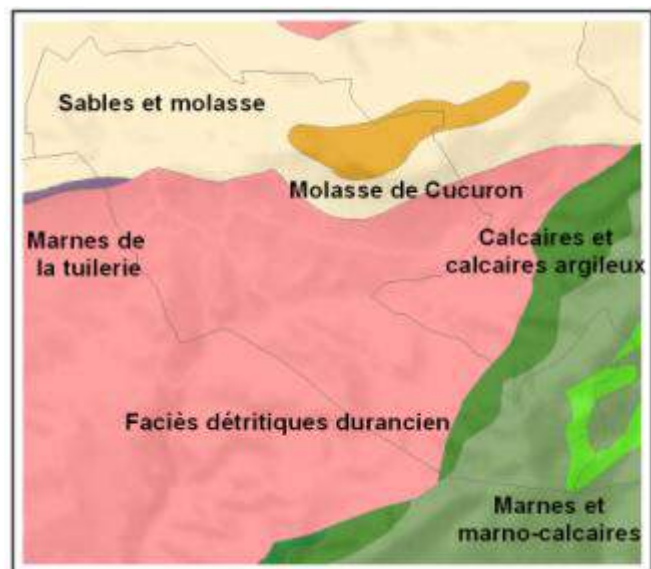 Sables et molasse
Molasse de Cucuron
Marnes de
la tuilerie
Calcaires et
calcaires argileux
Faciès détritiques durancien
Marnes et
marno-calcaires